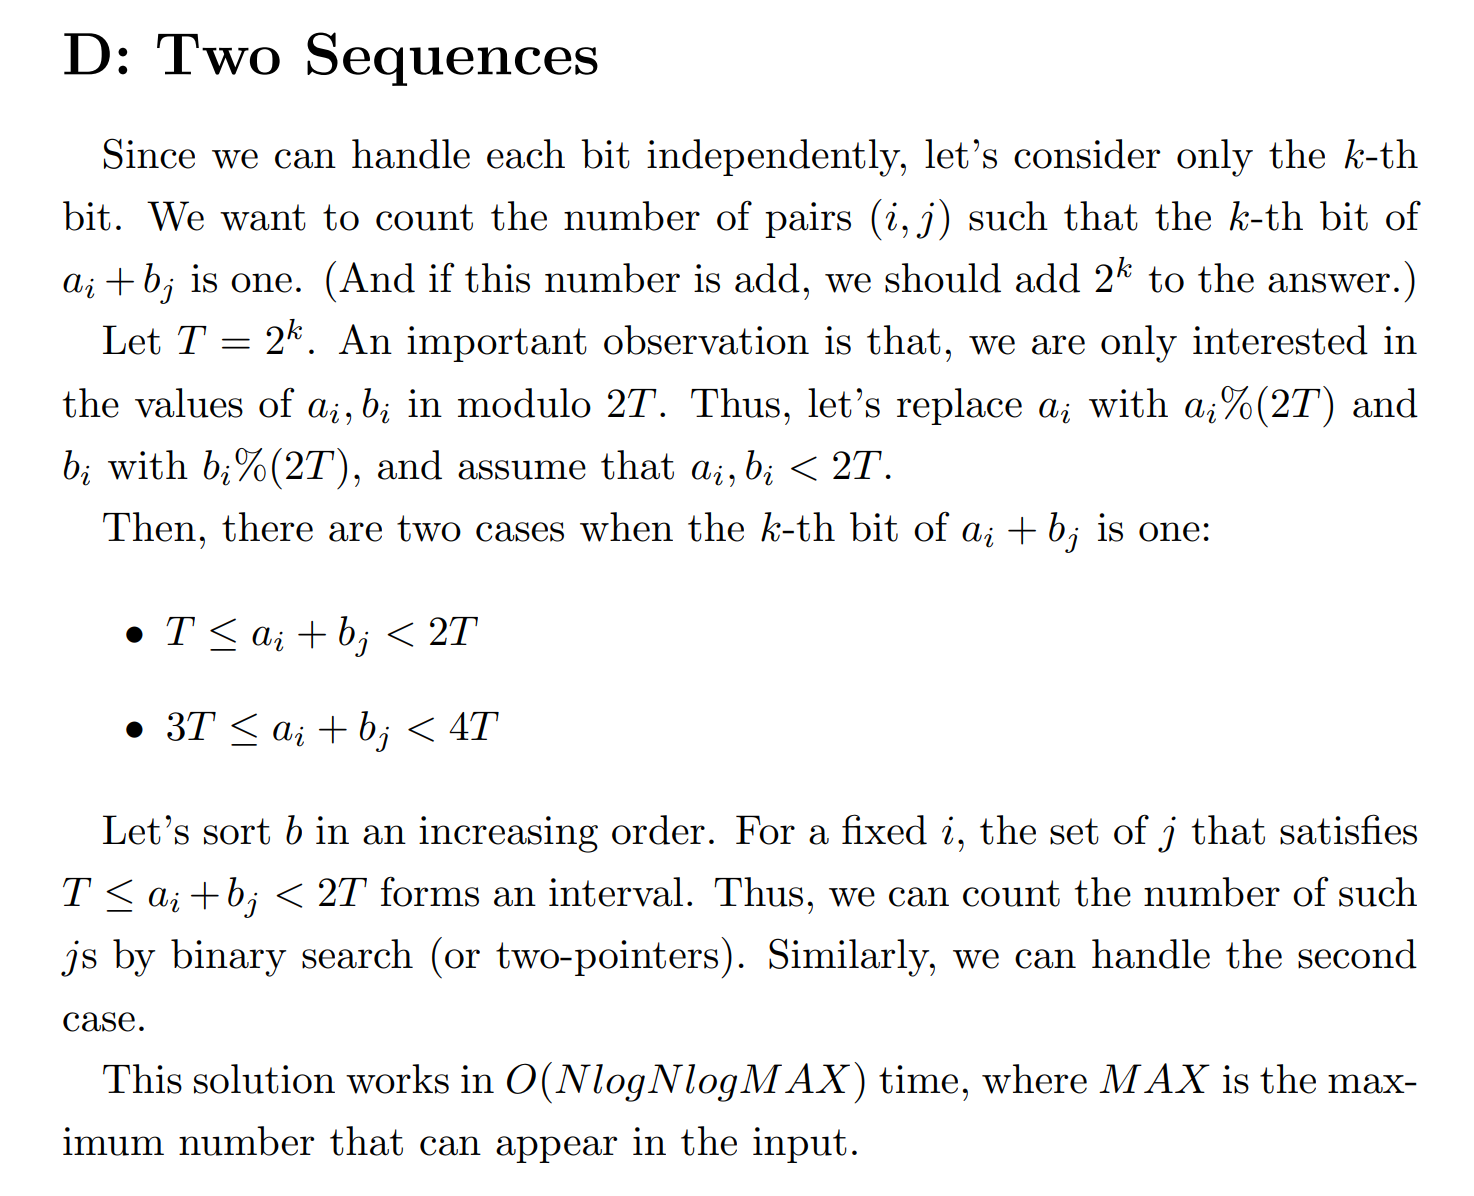 D: Two Sequences
Since we can handle each bit independently, let's consider only the k-th
bit. We want to count the number of pairs (i, j) such that the k-th bit of
a_i + b_j is one. (And if this number is add, we should add 2^k to the answer.)
Let T = 2^k. An important observation is that, we are only interested in
the values of a_i, b_i in modulo 2T. Thus, let's replace a_i with a_i%(2T) and
b_i with b_i%(2T), and assume that a_i, b_i < 2T.
Then, there are two cases when the k-th bit of a_i + b_j is one:
• T ≤ a_i + b_j < 2T
• 3T ≤ a_i + b_j < 4T
Let's sort b in an increasing order. For a fixed i, the set of j that satisfies
T ≤ a_i + b_j < 2T forms an interval. Thus, we can count the number of such
js by binary search (or two-pointers). Similarly, we can handle the second
case.
This solution works in O(NlogNlogMAX) time, where MAX is the max-
imum number that can appear in the input.